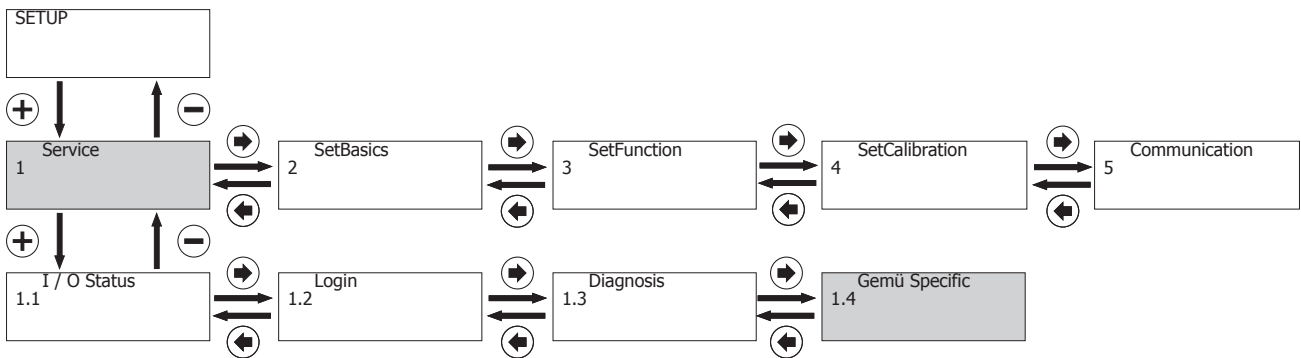 SETUP
Service
1
SetBasics
2
SetFunction
3
SetCalibration
4
Communication
5
I / O Status
1.1
Login
1.2
Diagnosis
1.3
Gemü Specific
1.4